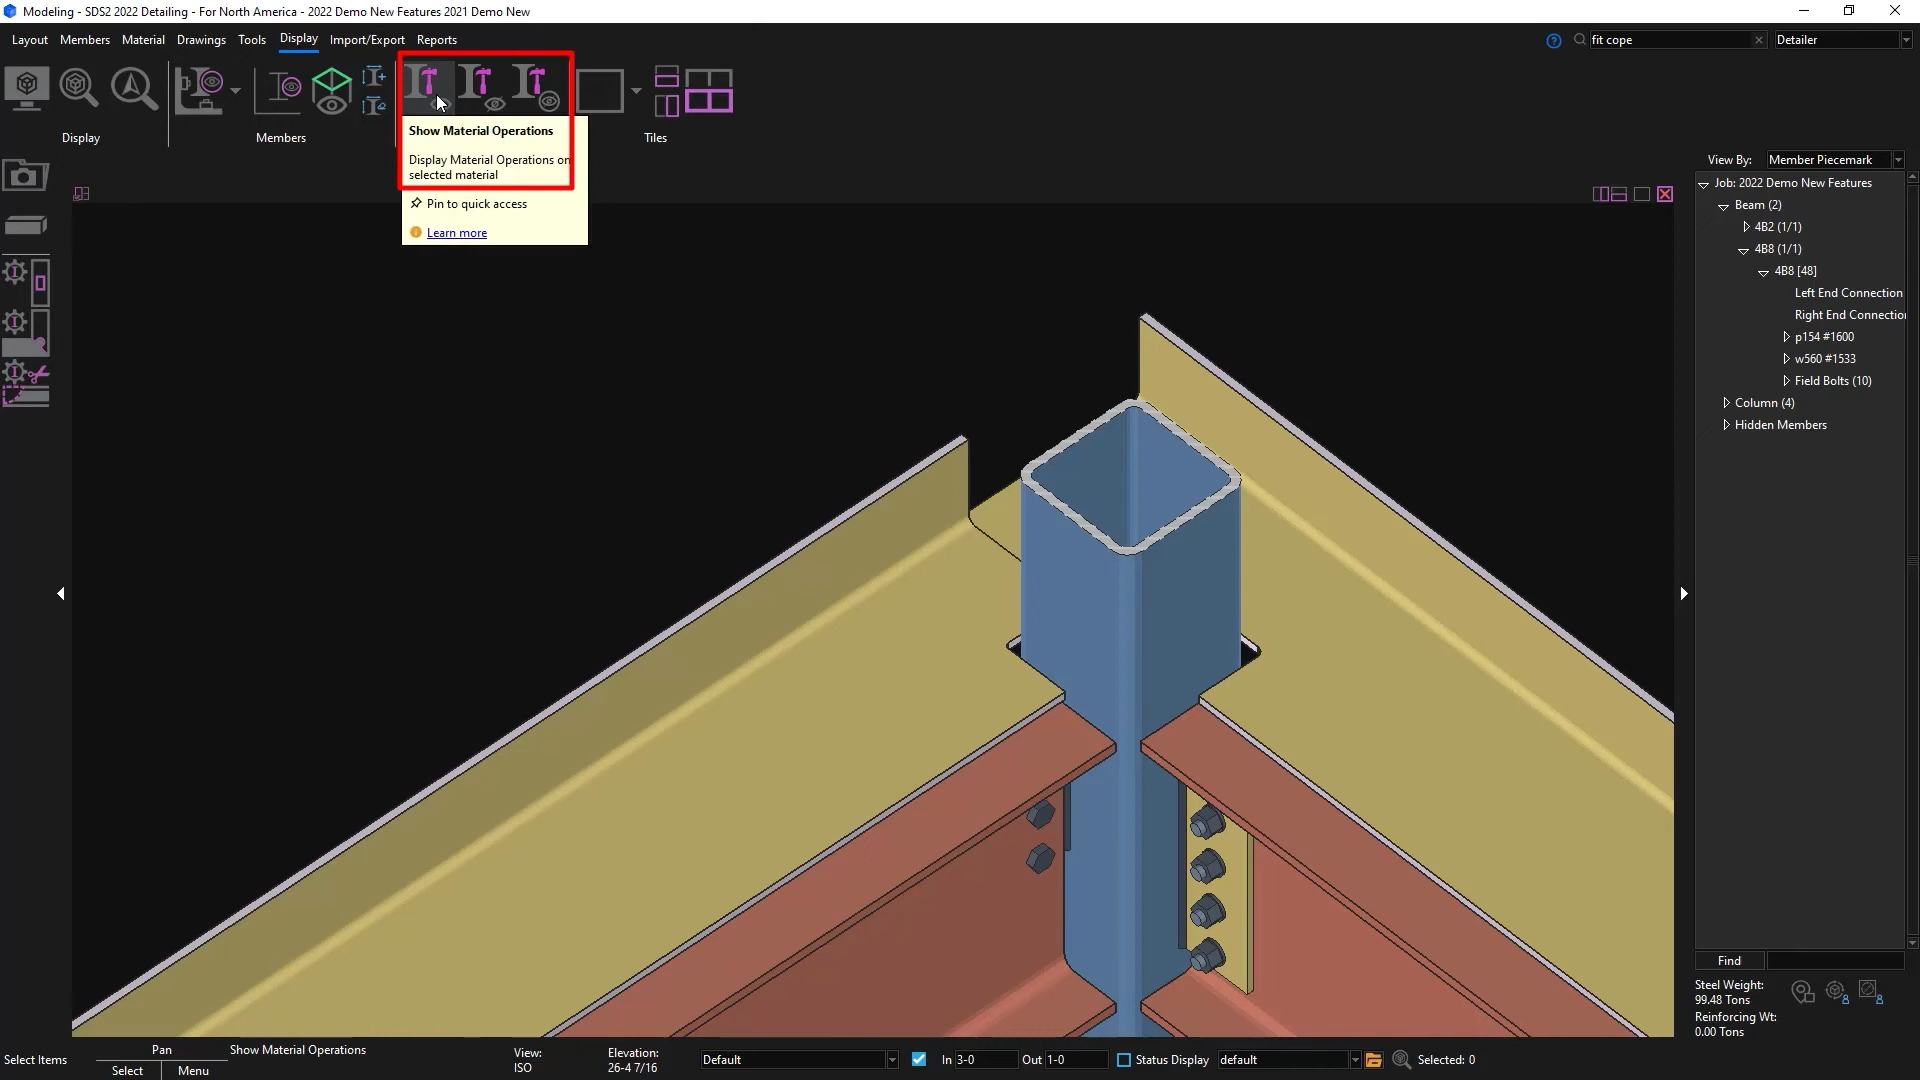 Modeling - SDS2 2022 Detailing - For North America - 2022 Demo New Features 2021 Demo New
Layout Members Material Drawings Tools Display Import/Export Reports
fit cope
Detailer
Display
Members
Tiles
Show Material Operations
Display Material Operations on
selected material
Pin to quick access
Learn more
View By: Member Piecemark
Job: 2022 Demo New Features
Beam (2)
4B2 (1/1)
4B8 (1/1)
4B8 [48]
Left End Connection
Right End Connection
p154 #1600
w560 #1533
Field Bolts (10)
Column (4)
Hidden Members
Find
Steel Weight:
99.48 Tons
Reinforcing Wt:
0.00 Tons
Select Items
Pan
Select Menu
Show Material Operations
View:
ISO
Elevation:
26-4 7/16
Default
In 3-0
Out 1-0
Status Display
default
Selected: 0